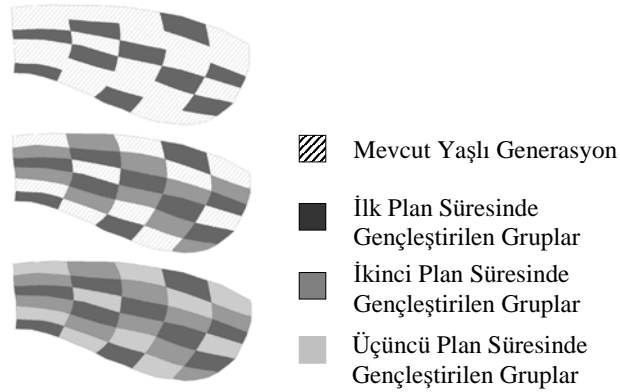 Mevcut Yaşlı Generasyon
İlk Plan Süresinde
Gençleştirilen Gruplar
İkinci Plan Süresinde
Gençleştirilen Gruplar
Üçüncü Plan Süresinde
Gençleştirilen Gruplar